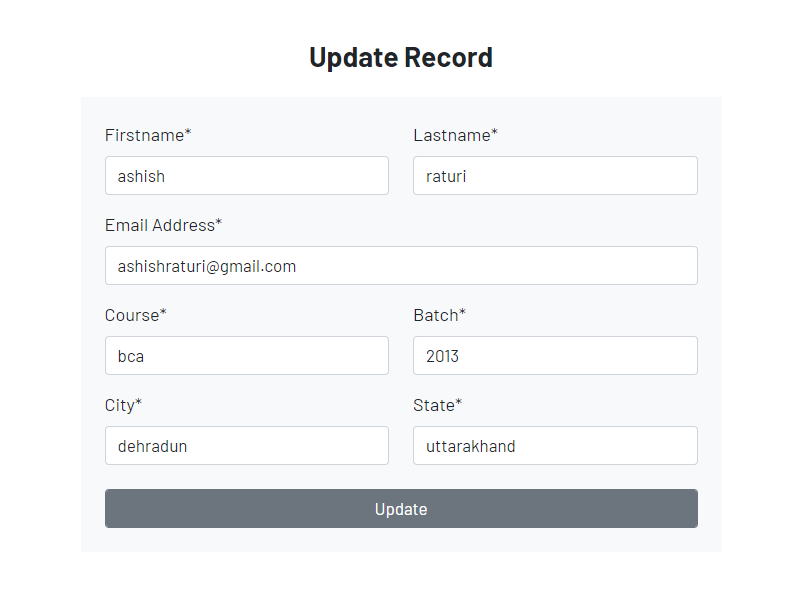 Update Record
Firstname* Lastname*
ashish raturi
Email Address*
ashishraturi@gmail.com
Course* Batch*
bca 2013
City* State*
dehradun uttarakhand
Update